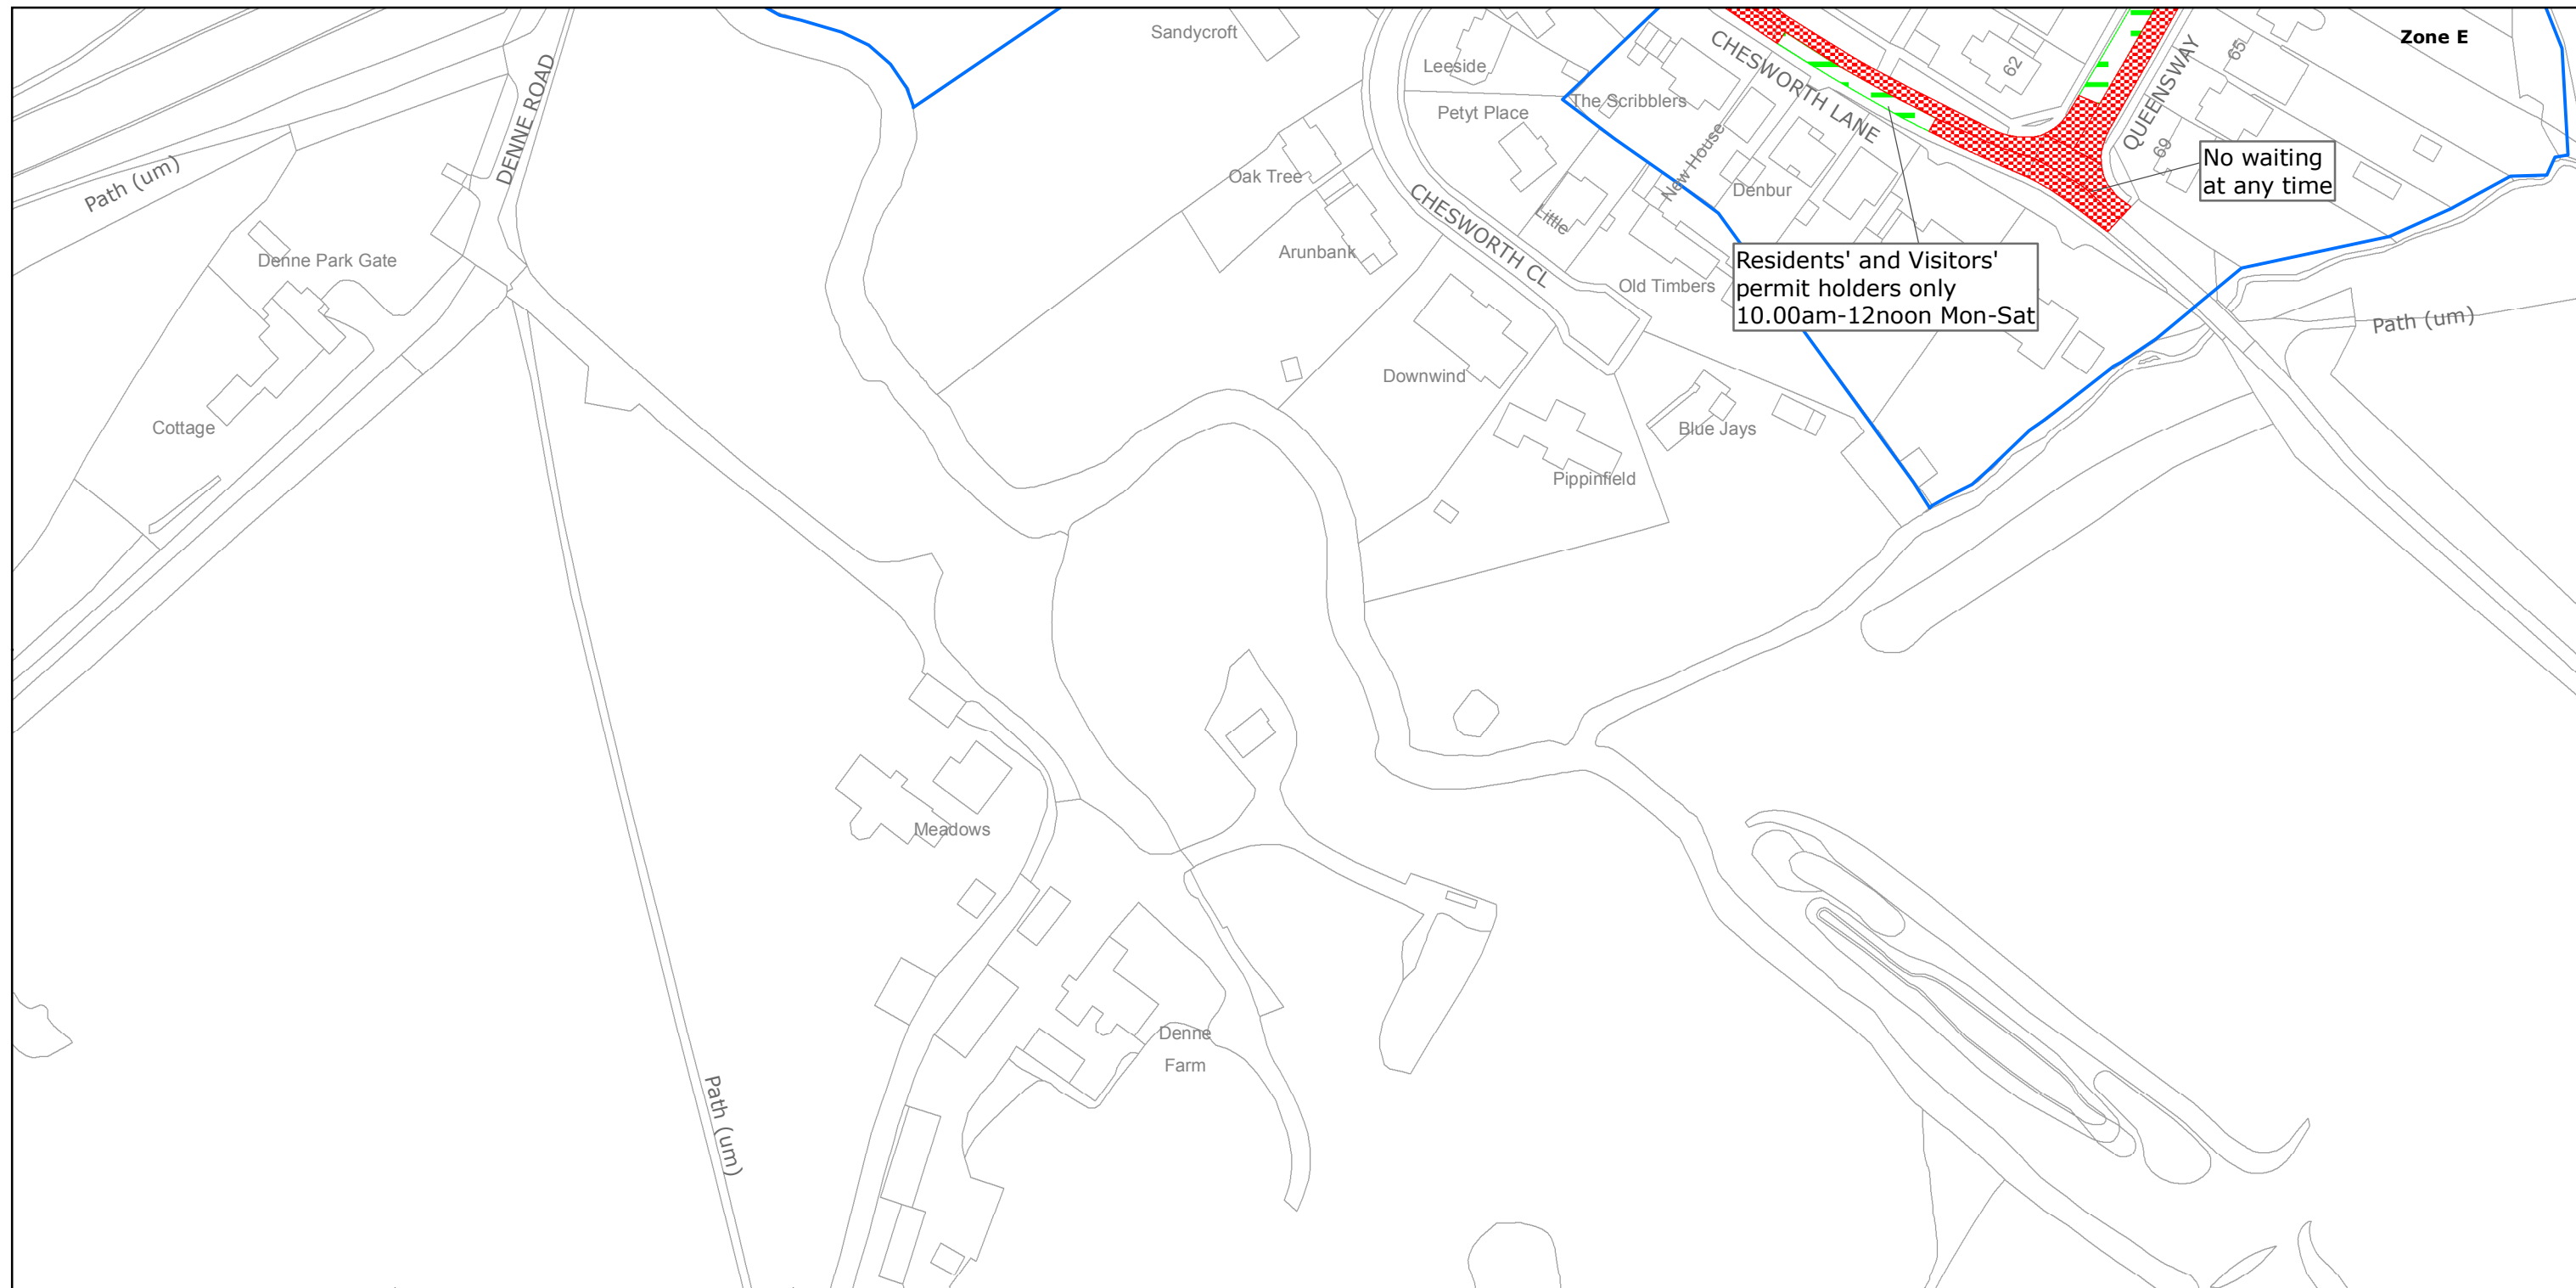 Sandycroft
Zone E
Leeside
62
65
CHESWORTH LANE
QUEENSWAY
DENNE ROAD
The Scribblers
Petyt Place
New House
69
No waiting
at any time
Path (um)
Oak Tree
Denbur
CHESWORTH CL
Little
Arunbank
Denne Park Gate
Residents' and Visitors'
permit holders only
10.00am-12noon Mon-Sat
Old Timbers
Path (um)
Downwind
Cottage
Blue Jays
Pippinfield
Meadows
Denne
Farm
Path (um)